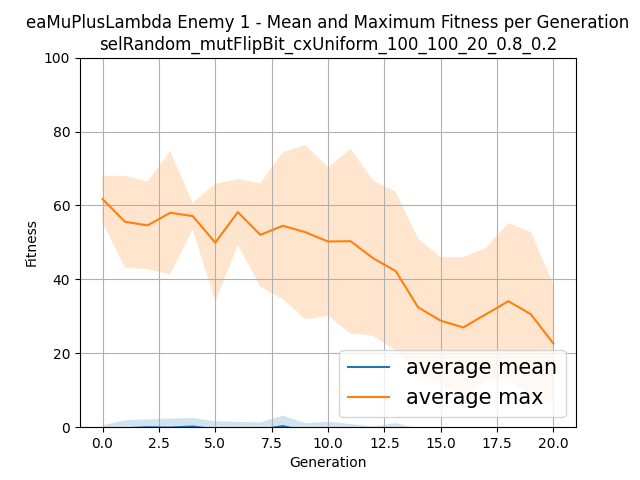 eaMuPlusLambda Enemy 1 - Mean and Maximum Fitness per Generation
selRandom_mutFlipBit_cxUniform_100_100_20_0.8_0.2
100
80
60
40
20
0
Fitness
average mean
average max
0.0 2.5 5.0 7.5 10.0 12.5 15.0 17.5 20.0
Generation